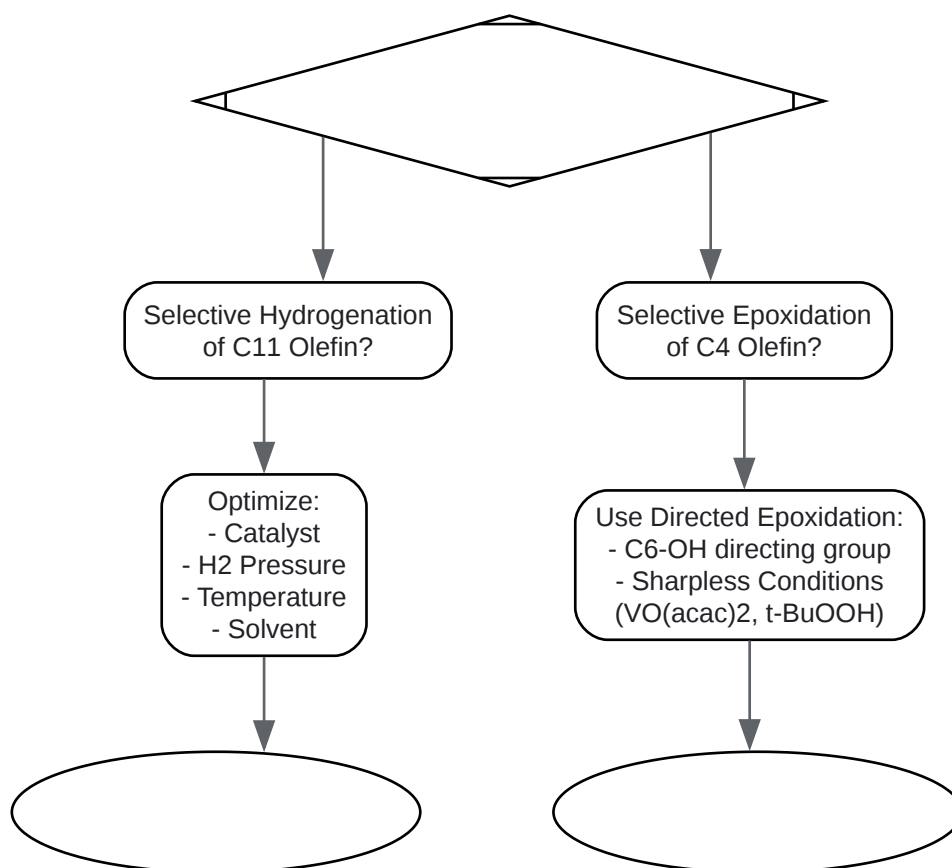 Selective Hydrogenation
of C11 Olefin?
Selective Epoxidation
of C4 Olefin?
Optimize:
- Catalyst
- H2 Pressure
- Temperature
- Solvent
Use Directed Epoxidation:
- C6-OH directing group
- Sharpless Conditions
(VO(acac)2, t-BuOOH)